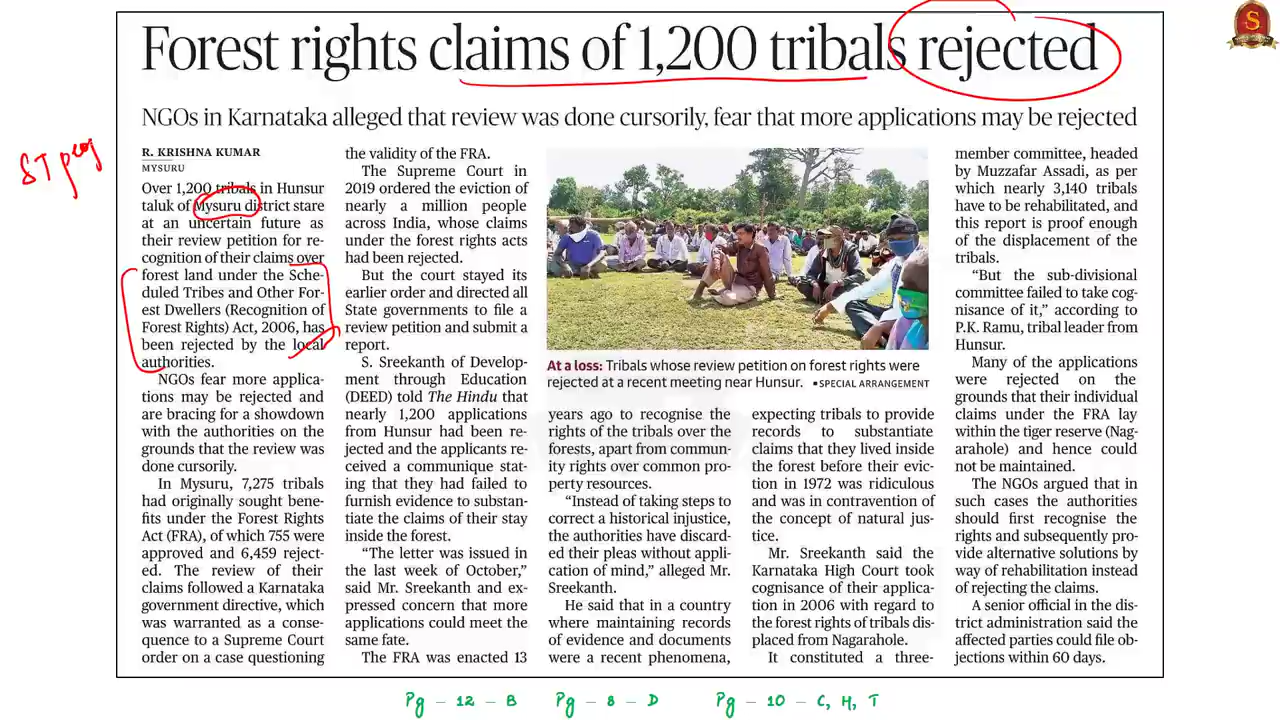 Forest rights claims of 1,200 tribals rejected
NGOs in Karnataka alleged that review was done cursorily, fear that more applications may be rejected
ST
R. KRISHNA KUMAR
MYSURU
Over 1,200 tribals in Hunsur
taluk of Mysuru district stare
at an uncertain future as
their review petition for re-
cognition of their claims over
forest land under the Sche-
duled Tribes and Other For-
est Dwellers (Recognition of
Forest Rights) Act, 2006, has
been rejected by the local
authorities.
NGOs fear more applica-
tions may be rejected and
are bracing for a showdown
with the authorities on the
grounds that the review was
done cursorily.
In Mysuru, 7,275 tribals
had originally sought bene-
fits under the Forest Rights
Act (FRA), of which 755 were
approved and 6,459 reject-
ed. The review of their
claims followed a Karnataka
government directive, which
was warranted as a conse-
quence to a Supreme Court
order on a case questioning
the validity of the FRA.
The Supreme Court in
2019 ordered the eviction of
nearly a million people
across India, whose claims
under the forest rights acts
had been rejected.
But the court stayed its
earlier order and directed all
State governments to file a
review petition and submit a
report.
S. Sreekanth of Develop-
ment through Education
(DEED) told The Hindu that
nearly 1,200 applications
from Hunsur had been re-
jected and the applicants re-
ceived a communique stat-
ing that they had failed to
furnish evidence to substan-
tiate the claims of their stay
inside the forest.
“The letter was issued in
the last week of October,”
said Mr. Sreekanth and ex-
pressed concern that more
applications could meet the
same fate.
The FRA was enacted 13
At a loss: Tribals whose review petition on forest rights were
rejected at a recent meeting near Hunsur. ▪SPECIAL ARRANGEMENT
years ago to recognise the
rights of the tribals over the
forests, apart from commun-
ity rights over common pro-
perty resources.
“Instead of taking steps to
correct a historical injustice,
the authorities have discard-
ed their pleas without appli-
cation of mind,” alleged Mr.
Sreekanth.
He said that in a country
where maintaining records
of evidence and documents
were a recent phenomena,
expecting tribals to provide
records to substantiate
claims that they lived inside
the forest before their evic-
tion in 1972 was ridiculous
and was in contravention of
the concept of natural jus-
tice.
Mr. Sreekanth said the
Karnataka High Court took
cognisance of their applica-
tion in 2006 with regard to
the forest rights of tribals dis-
placed from Nagarahole.
It constituted a three-
member committee, headed
by Muzzafar Assadi, as per
which nearly 3,140 tribals
have to be rehabilitated, and
this report is proof enough
of the displacement of the
tribals.
“But the sub-divisional
committee failed to take cog-
nisance of it,” according to
P.K. Ramu, tribal leader from
Hunsur.
Many of the applications
were rejected on the
grounds that their individual
claims under the FRA lay
within the tiger reserve (Nag-
arahole) and hence could
not be maintained.
The NGOs argued that in
such cases the authorities
should first recognise the
rights and subsequently pro-
vide alternative solutions by
way of rehabilitation instead
of rejecting the claims.
A senior official in the dis-
trict administration said the
affected parties could file ob-
jections within 60 days.
Pg - 12 - B Pg - 8 - D Pg - 10 - C, H, T
S